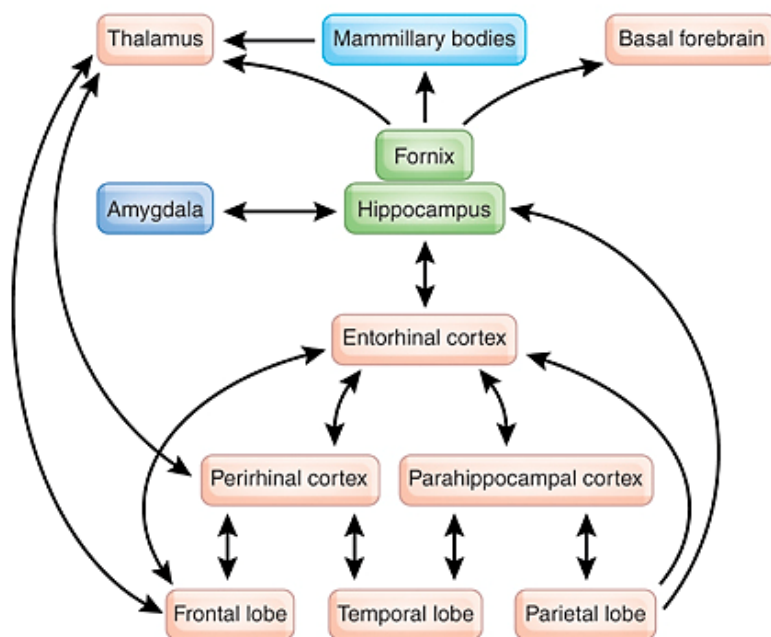 Thalamus
Mammillary bodies
Basal forebrain
Fornix
Amygdala
Hippocampus
Entorhinal cortex
Perirhinal cortex
Parahippocampal cortex
Frontal lobe
Temporal lobe
Parietal lobe